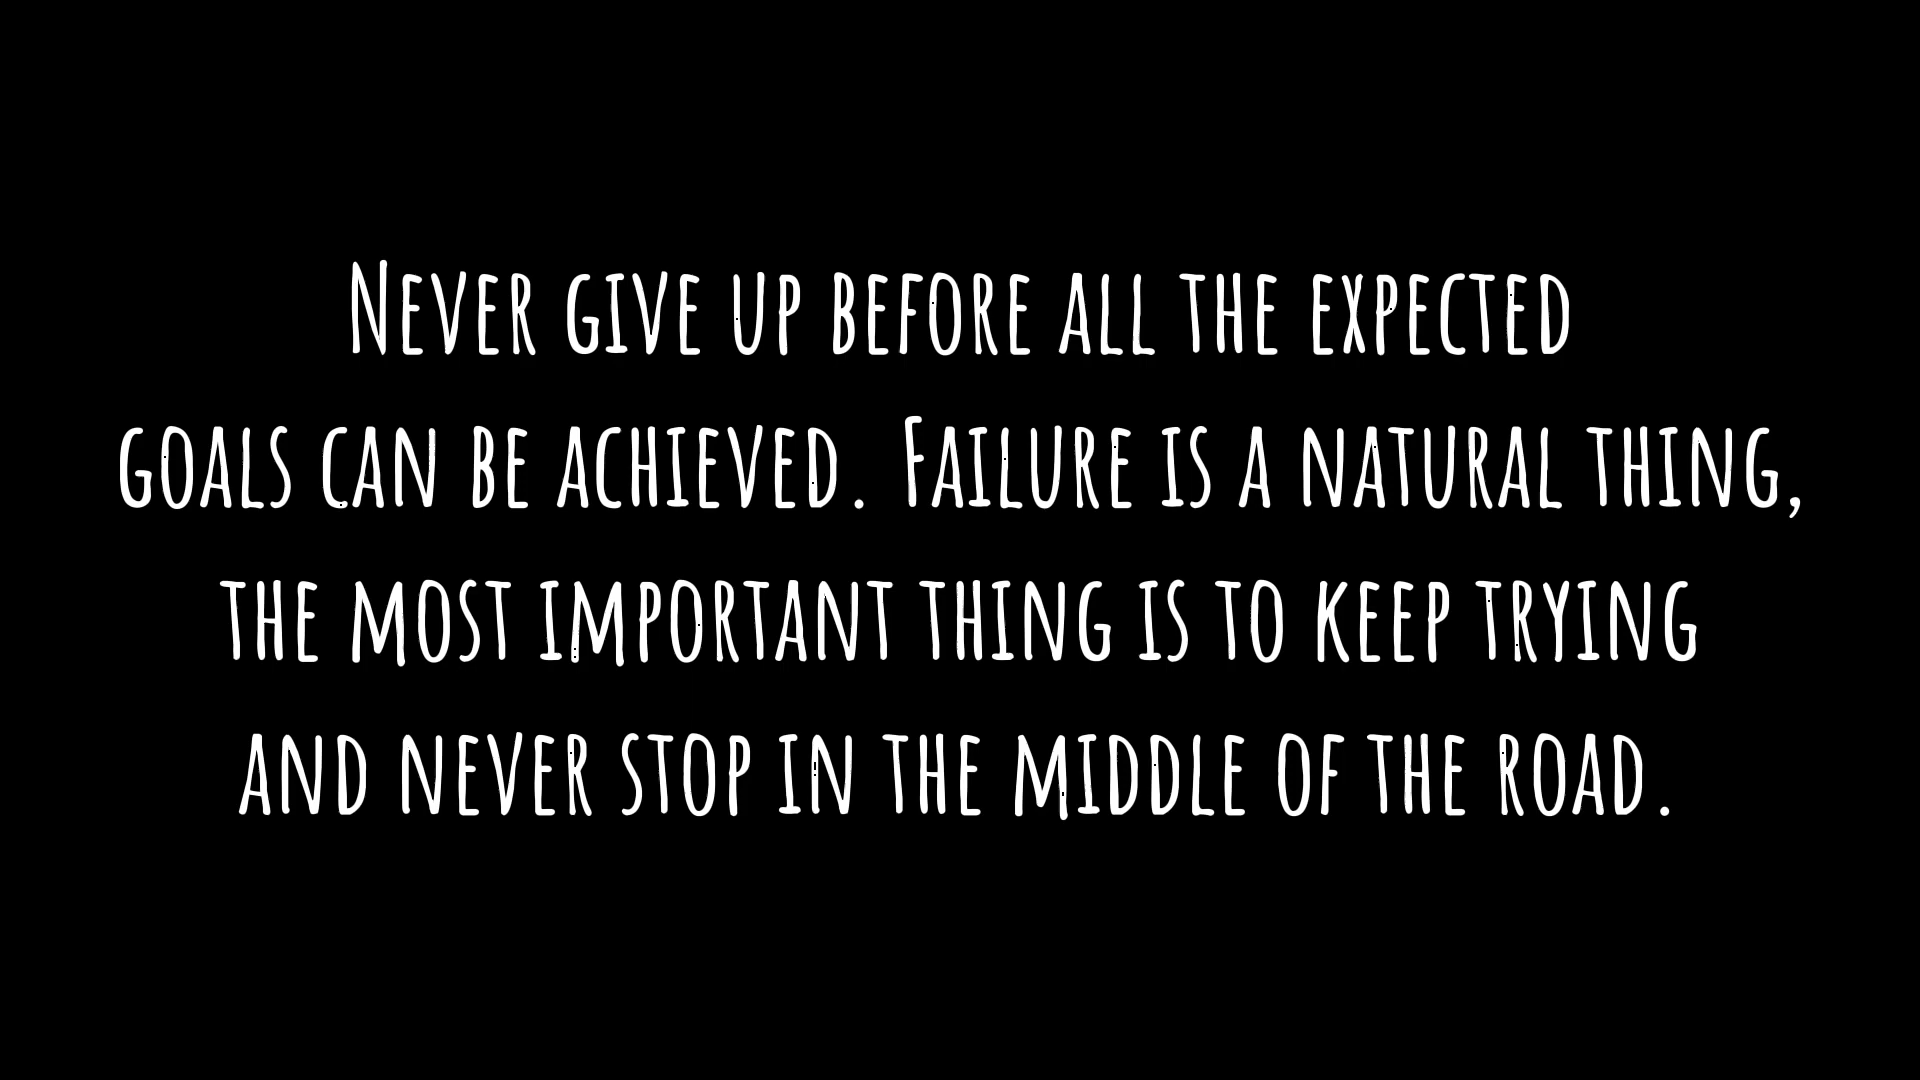 Never give up before all the expected
goals can be achieved. Failure is a natural thing,
the most important thing is to keep trying
and never stop in the middle of the road.